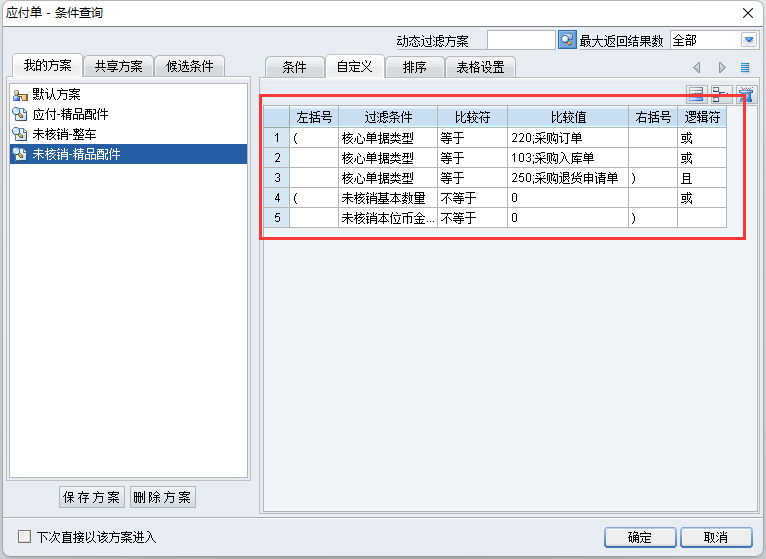 应付单 - 条件查询
动态过滤方案 最大返回结果数 全部
我的方案 共享方案 候选条件
条件 自定义 排序 表格设置
默认方案
应付-精品配件
未核销-整车
未核销-精品配件
左括号 过滤条件 比较符 比较值 右括号 逻辑符
1 ( 核心单据类型 等于 220;采购订单 或
2 核心单据类型 等于 103;采购入库单 或
3 核心单据类型 等于 250;采购退货申请单 ) 且
4 ( 未核销基本数量 不等于 0 或
5 未核销本位币金... 不等于 0 )
保存方案 删除方案
下次直接以该方案进入
确定 取消